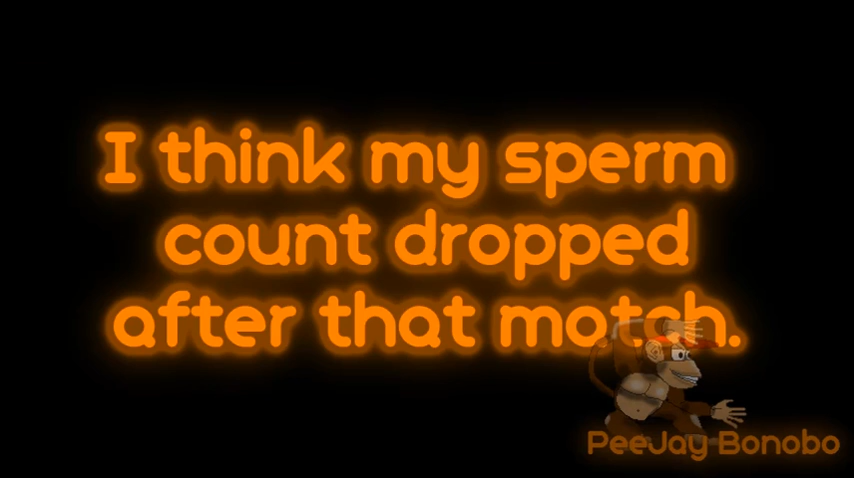 I think my sperm
count dropped
after that match.
PeeJay Bonobo